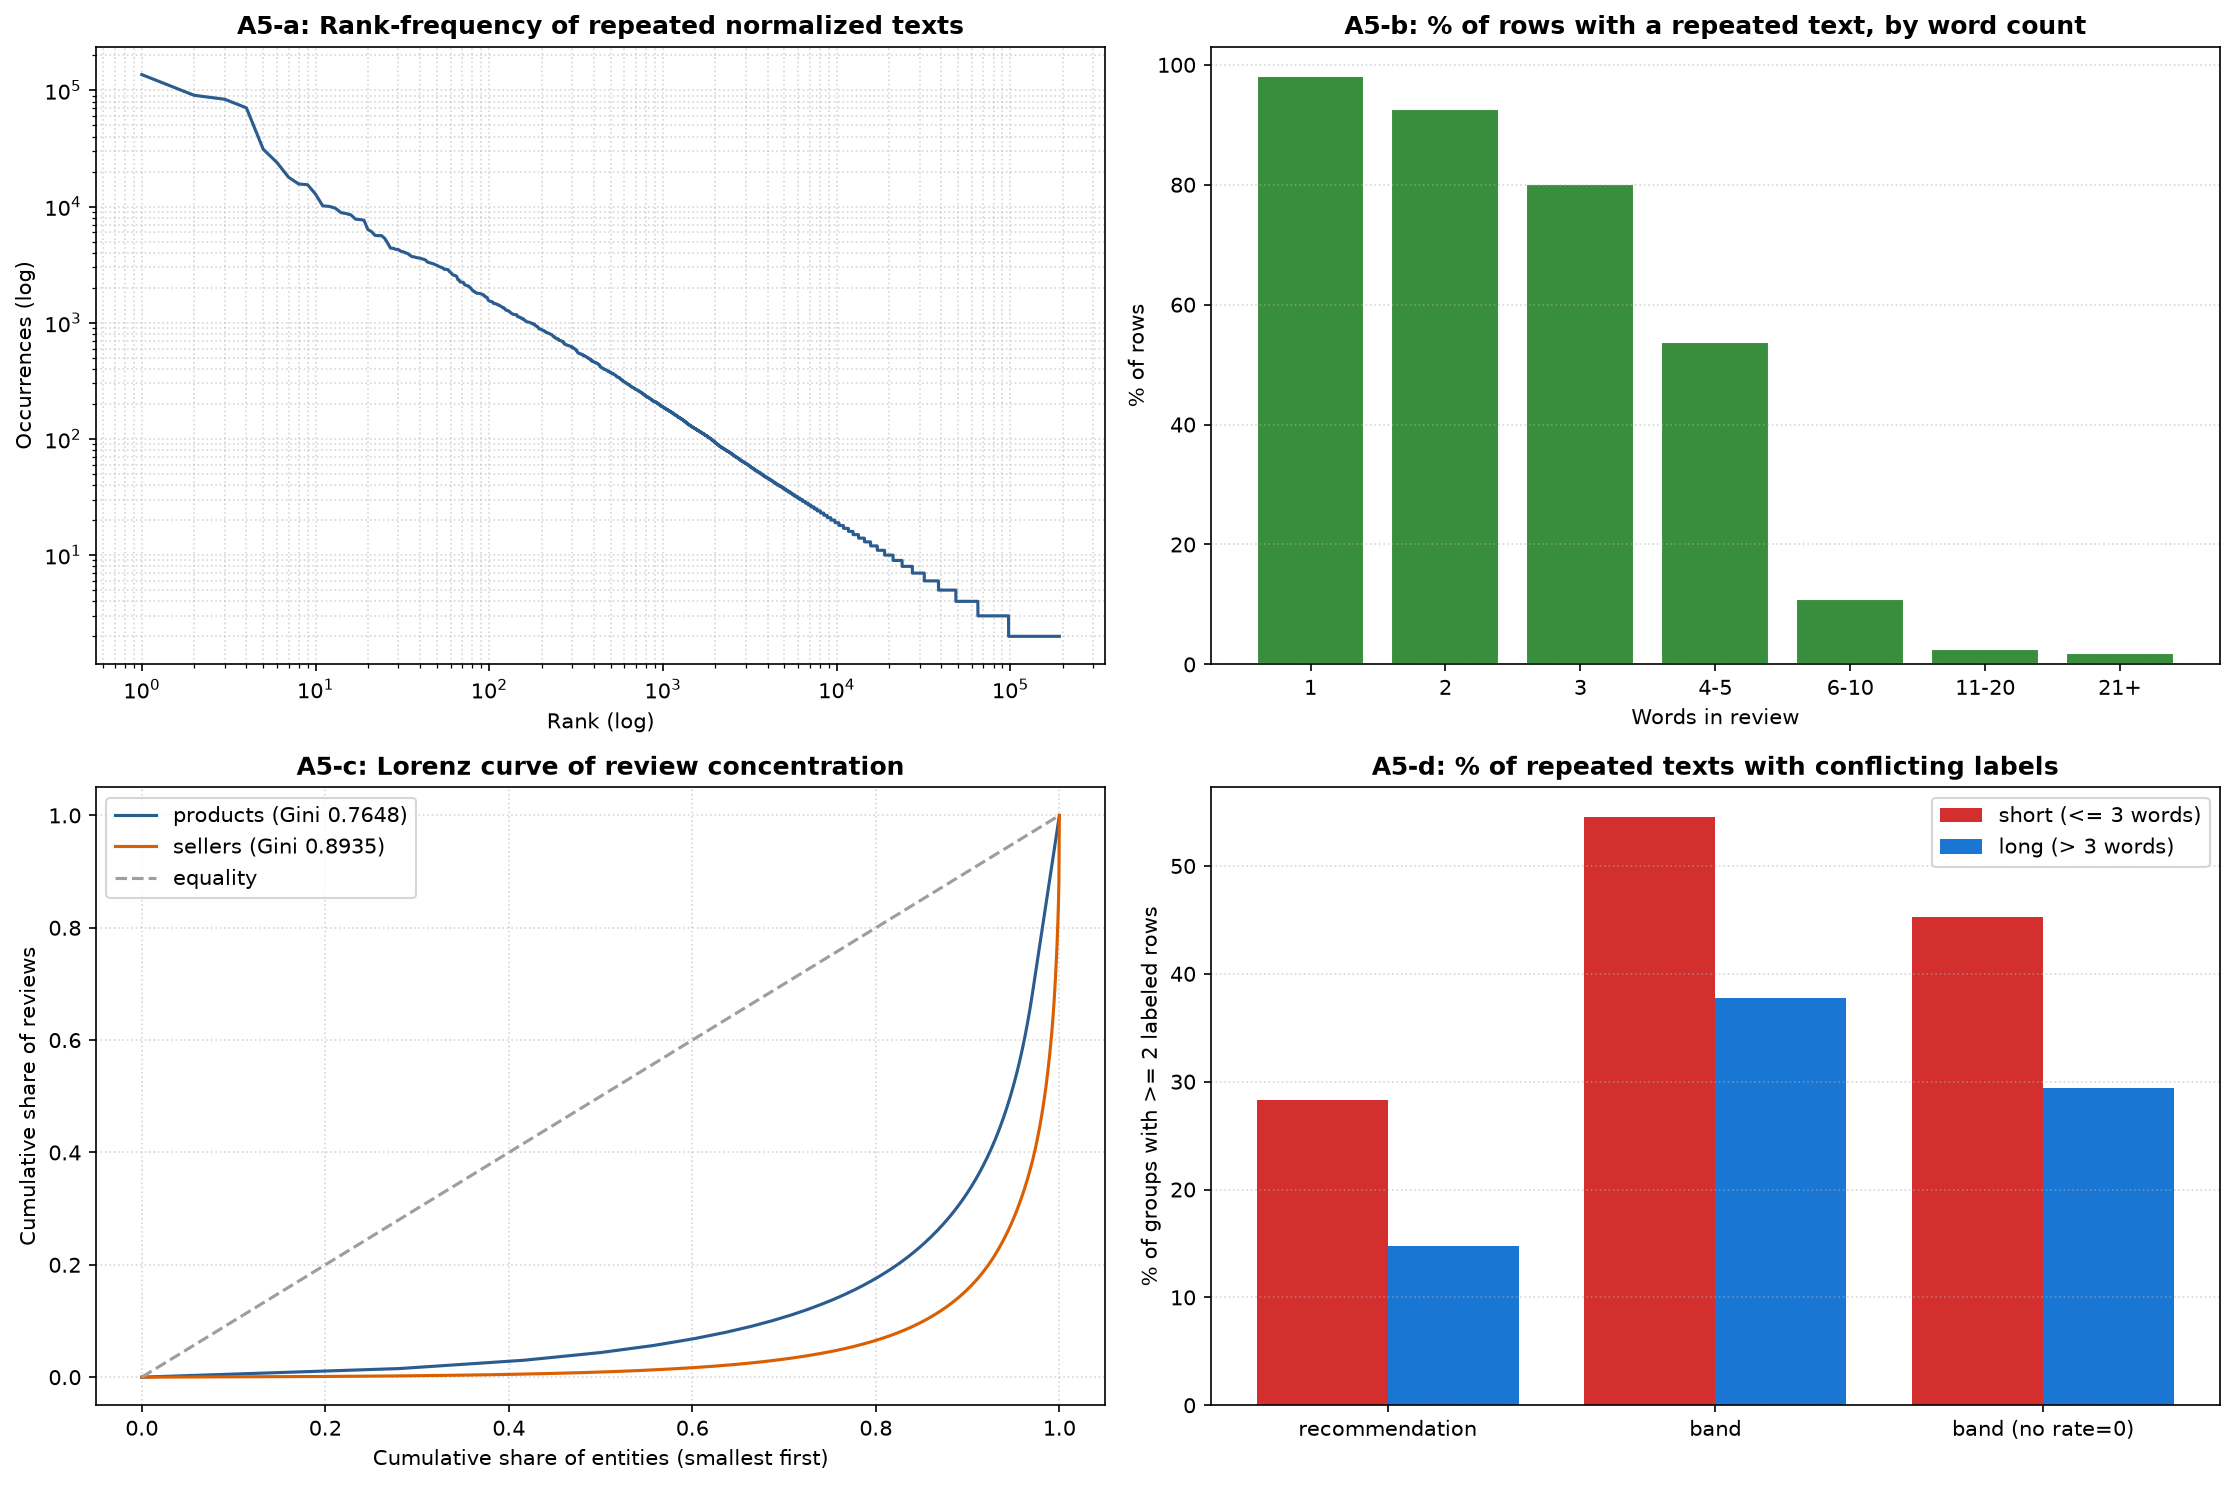 A5-a: Rank-frequency of repeated normalized texts
Occurrences (log)
10^5
10^4
10^3
10^2
10^1
10^0 10^1 10^2 10^3 10^4 10^5
Rank (log)
A5-b: % of rows with a repeated text, by word count
% of rows
100
80
60
40
20
0
1 2 3 4-5 6-10 11-20 21+
Words in review
A5-c: Lorenz curve of review concentration
products (Gini 0.7648)
sellers (Gini 0.8935)
equality
Cumulative share of reviews
1.0
0.8
0.6
0.4
0.2
0.0
0.0 0.2 0.4 0.6 0.8 1.0
Cumulative share of entities (smallest first)
A5-d: % of repeated texts with conflicting labels
short (<= 3 words)
long (> 3 words)
% of groups with >= 2 labeled rows
50
40
30
20
10
0
recommendation band band (no rate=0)